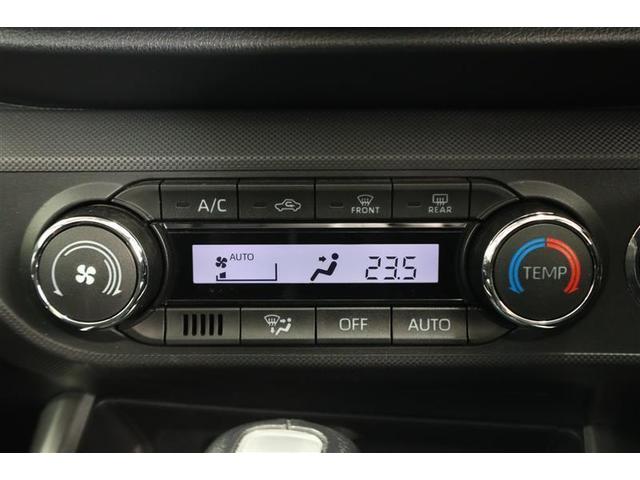 A/C
FRONT
REAR
AUTO
23.5
TEMP
OFF
AUTO